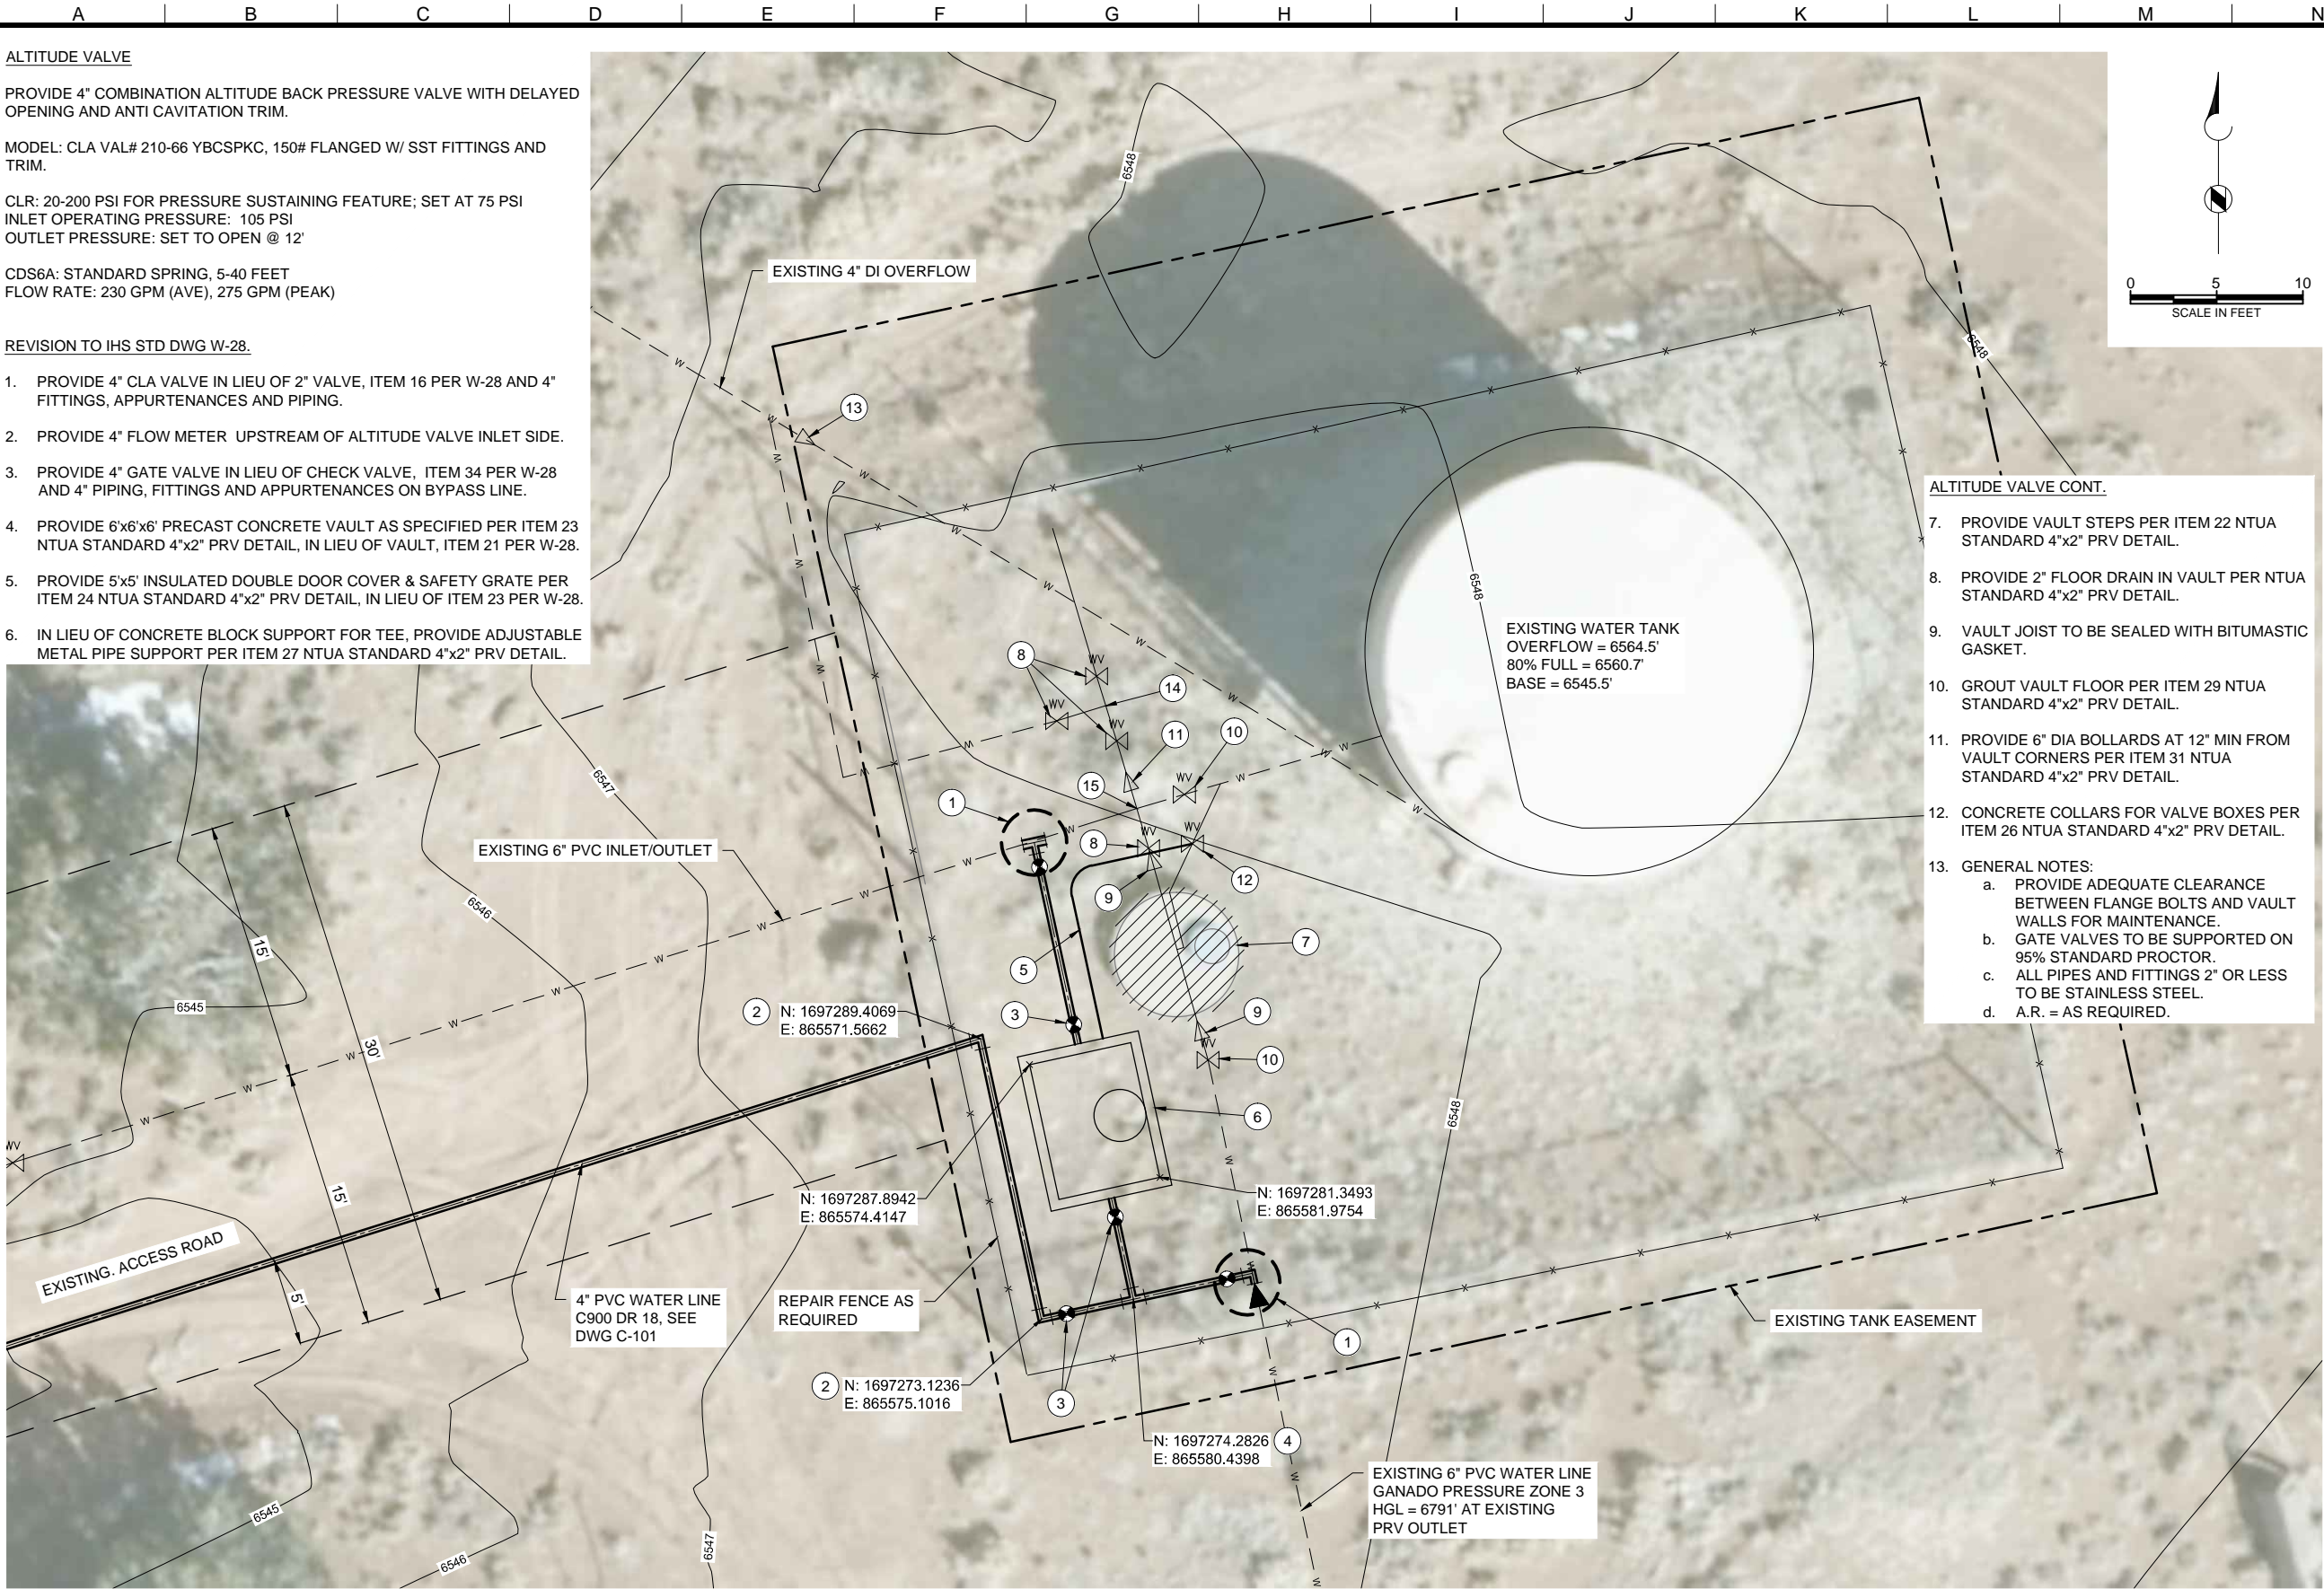 A B C D E F G H I J K L M N
ALTITUDE VALVE
PROVIDE 4" COMBINATION ALTITUDE BACK PRESSURE VALVE WITH DELAYED
OPENING AND ANTI CAVITATION TRIM.
MODEL: CLA VAL# 210-66 YBCSPKC, 150# FLANGED W/ SST FITTINGS AND
TRIM.
CLR: 20-200 PSI FOR PRESSURE SUSTAINING FEATURE; SET AT 75 PSI
INLET OPERATING PRESSURE: 105 PSI
OUTLET PRESSURE: SET TO OPEN @ 12'
CDS6A: STANDARD SPRING, 5-40 FEET
FLOW RATE: 230 GPM (AVE), 275 GPM (PEAK)
REVISION TO IHS STD DWG W-28.
1. PROVIDE 4" CLA VALVE IN LIEU OF 2" VALVE, ITEM 16 PER W-28 AND 4"
FITTINGS, APPURTENANCES AND PIPING.
2. PROVIDE 4" FLOW METER UPSTREAM OF ALTITUDE VALVE INLET SIDE.
3. PROVIDE 4" GATE VALVE IN LIEU OF CHECK VALVE, ITEM 34 PER W-28
AND 4" PIPING, FITTINGS AND APPURTENANCES ON BYPASS LINE.
4. PROVIDE 6'x6'x6' PRECAST CONCRETE VAULT AS SPECIFIED PER ITEM 23
NTUA STANDARD 4"x2" PRV DETAIL, IN LIEU OF VAULT, ITEM 21 PER W-28.
5. PROVIDE 5'x5' INSULATED DOUBLE DOOR COVER & SAFETY GRATE PER
ITEM 24 NTUA STANDARD 4"x2" PRV DETAIL, IN LIEU OF ITEM 23 PER W-28.
6. IN LIEU OF CONCRETE BLOCK SUPPORT FOR TEE, PROVIDE ADJUSTABLE
METAL PIPE SUPPORT PER ITEM 27 NTUA STANDARD 4"x2" PRV DETAIL.
0 5 10
SCALE IN FEET
6548
6548
EXISTING 4" DI OVERFLOW
13
ALTITUDE VALVE CONT.
7. PROVIDE VAULT STEPS PER ITEM 22 NTUA
STANDARD 4"x2" PRV DETAIL.
8. PROVIDE 2" FLOOR DRAIN IN VAULT PER NTUA
STANDARD 4"x2" PRV DETAIL.
9. VAULT JOIST TO BE SEALED WITH BITUMASTIC
GASKET.
10. GROUT VAULT FLOOR PER ITEM 29 NTUA
STANDARD 4"x2" PRV DETAIL.
11. PROVIDE 6" DIA BOLLARDS AT 12" MIN FROM
VAULT CORNERS PER ITEM 31 NTUA
STANDARD 4"x2" PRV DETAIL.
12. CONCRETE COLLARS FOR VALVE BOXES PER
ITEM 26 NTUA STANDARD 4"x2" PRV DETAIL.
13. GENERAL NOTES:
a. PROVIDE ADEQUATE CLEARANCE
BETWEEN FLANGE BOLTS AND VAULT
WALLS FOR MAINTENANCE.
b. GATE VALVES TO BE SUPPORTED ON
95% STANDARD PROCTOR.
c. ALL PIPES AND FITTINGS 2" OR LESS
TO BE STAINLESS STEEL.
d. A.R. = AS REQUIRED.
6548
EXISTING WATER TANK
OVERFLOW = 6564.5'
80% FULL = 6560.7'
BASE = 6545.5'
8
WV
WV
WV
14
11
10
WV
15
1
8
WV
WV
9
12
7
6547
EXISTING 6" PVC INLET/OUTLET
6546
15'
30'
6545
5
3
9
WV
10
2
N: 1697289.4069
E: 865571.5662
6
6548
WV
15'
N: 1697287.8942
E: 865574.4147
N: 1697281.3493
E: 865581.9754
EXISTING. ACCESS ROAD
5'
4" PVC WATER LINE
C900 DR 18, SEE
DWG C-101
REPAIR FENCE AS
REQUIRED
1
EXISTING TANK EASEMENT
2
N: 1697273.1236
E: 865575.1016
3
N: 1697274.2826
E: 865580.4398
4
EXISTING 6" PVC WATER LINE
GANADO PRESSURE ZONE 3
HGL = 6791' AT EXISTING
PRV OUTLET
6545
6546
6547